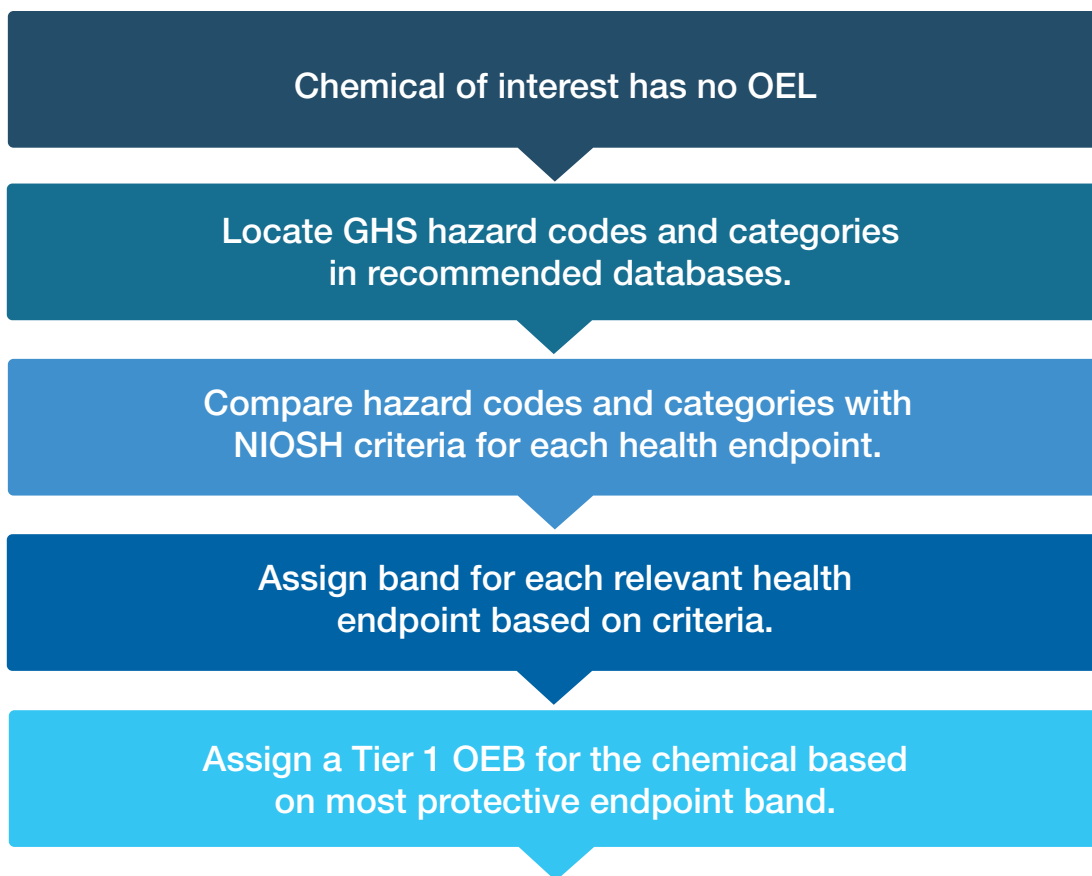 Chemical of interest has no OEL
Locate GHS hazard codes and categories
in recommended databases.
Compare hazard codes and categories with
NIOSH criteria for each health endpoint.
Assign band for each relevant health
endpoint based on criteria.
Assign a Tier 1 OEB for the chemical based
on most protective endpoint band.